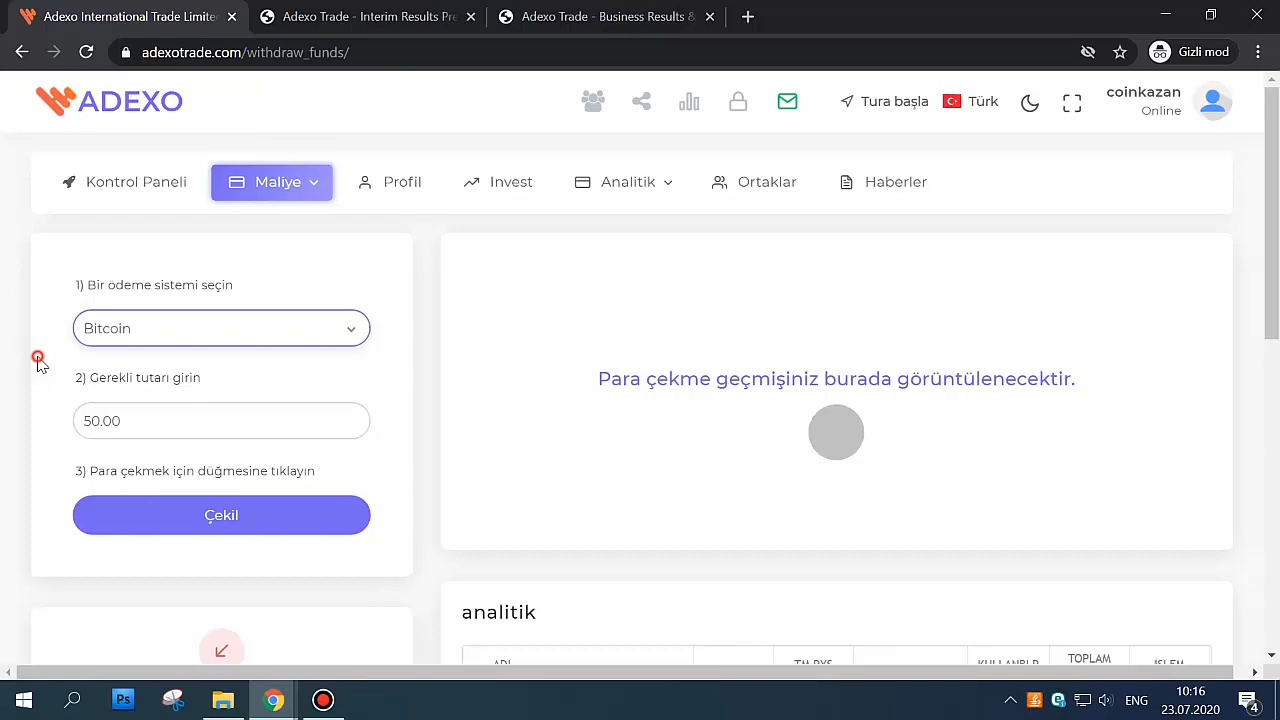 Adexo International Trade Limite
Adexo Trade - Interim Results Pr
Adexo Trade - Business Results &
adexotrade.com/withdraw_funds/
Gizli mod
ADEXO
Tura başla
Türk
coinkazan
Online
Kontrol Paneli
Maliye
Profil
Invest
Analitik
Ortaklar
Haberler
1) Bir ödeme sistemi seçin
Bitcoin
2) Gerekli tutarı girin
50.00
3) Para çekmek için düğmesine tıklayın
Çekil
Para çekme geçmişiniz burada görüntülenecektir.
analitik
TOPLAM
Ps
ENG
10:16
23.07.2020
4